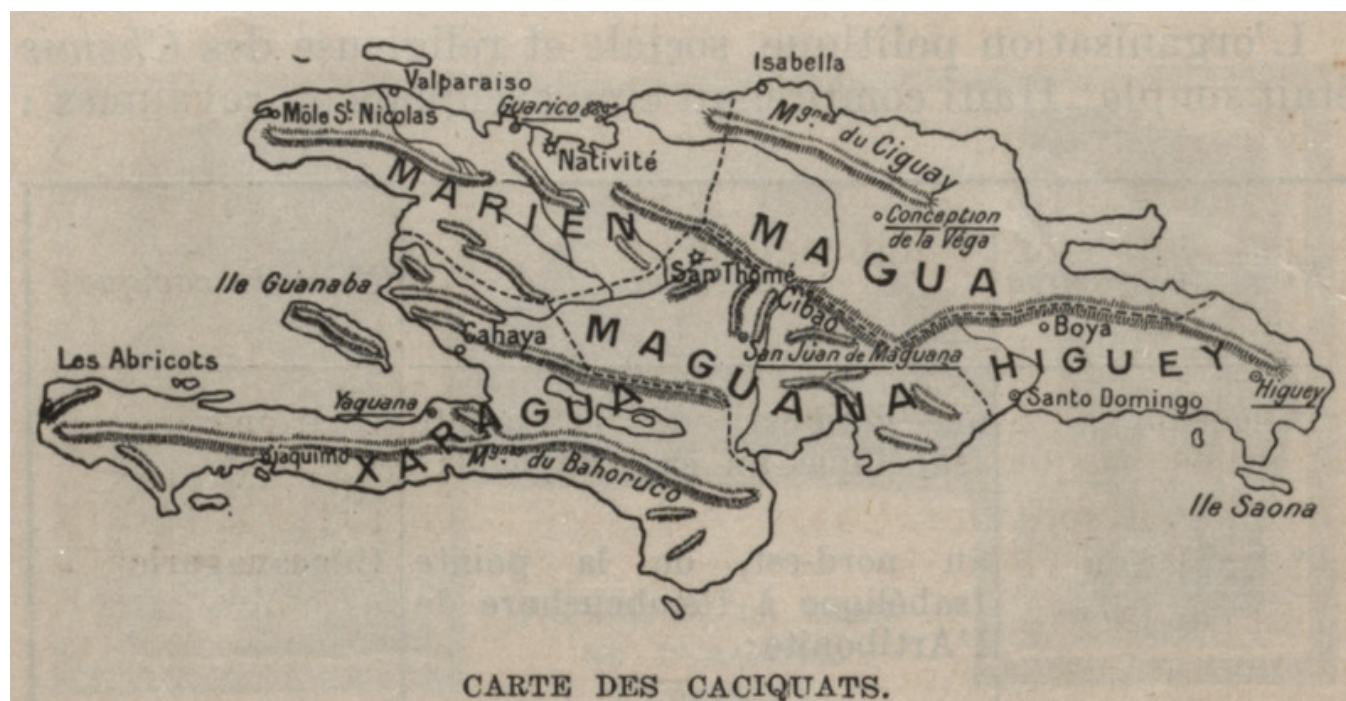 Isabella
Valparaiso
Môle St Nicolas
Guarico
Mgnes du Ciguay
Nativité
MARIEN
MAGUA
Conception
de la Véga
Ile Guanaba
San Thomé
Cibao
Cahaya
MAGUANA
Boya
San Juan de Maguana
HIGUEY
Les Abricots
Higuey
Yaguana
Santo Domingo
XARAGUA
Mgnes du Bahoruco
Ile Saona
CARTE DES CACIQUATS.